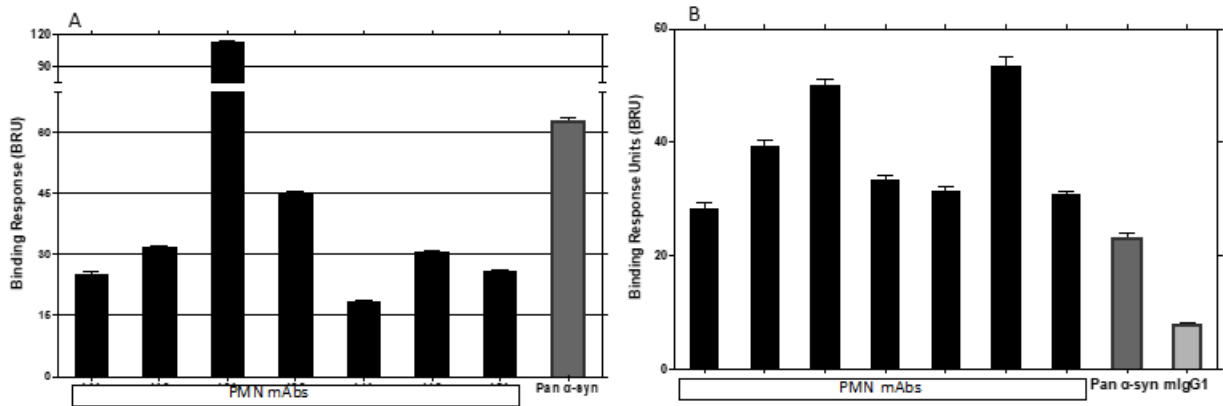 A
Binding Response (BRU)
120
90
60
45
30
15
0
PMN mAbs
Pan α-syn
B
Binding Response Units (BRU)
60
40
20
0
PMN mAbs
Pan α-syn mIgG1